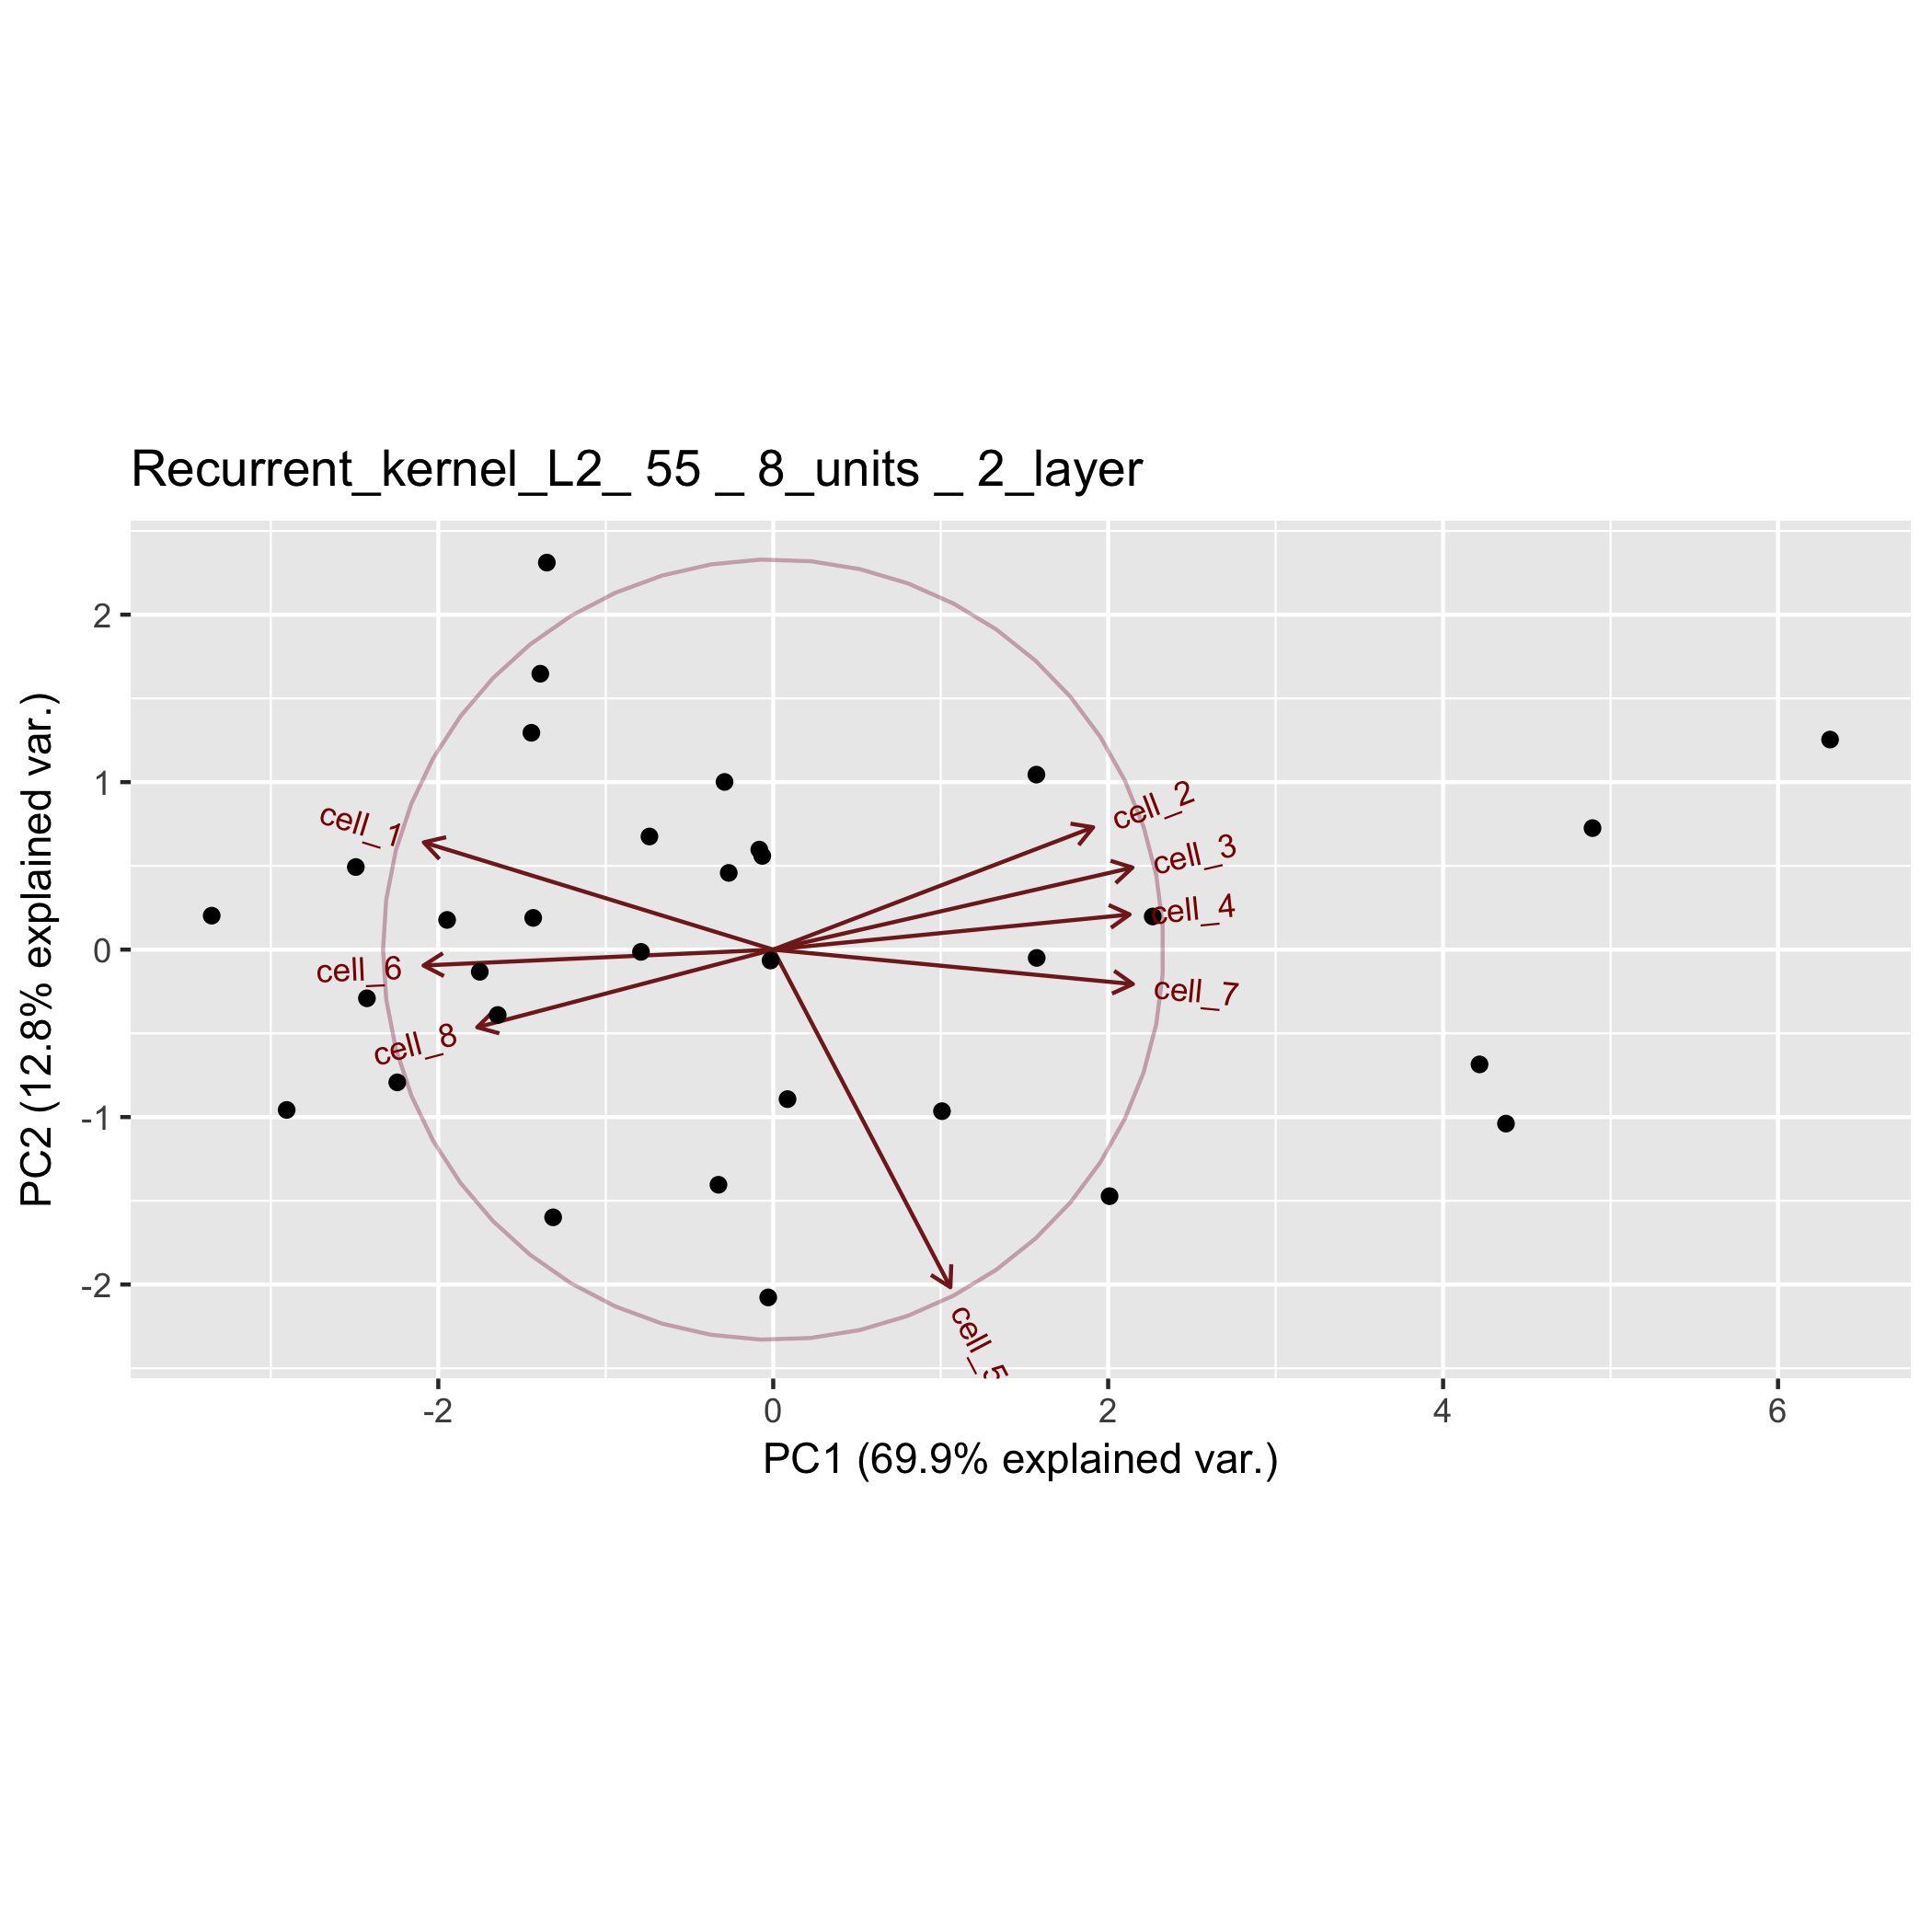 Recurrent_kernel_L2_ 55 _ 8_units _ 2_layer
PC2 (12.8% explained var.)
2
1
0
-1
-2
cell_1
cell_2
cell_3
cell_4
cell_6
cell_7
cell_8
cell_5
-2
0
2
4
6
PC1 (69.9% explained var.)